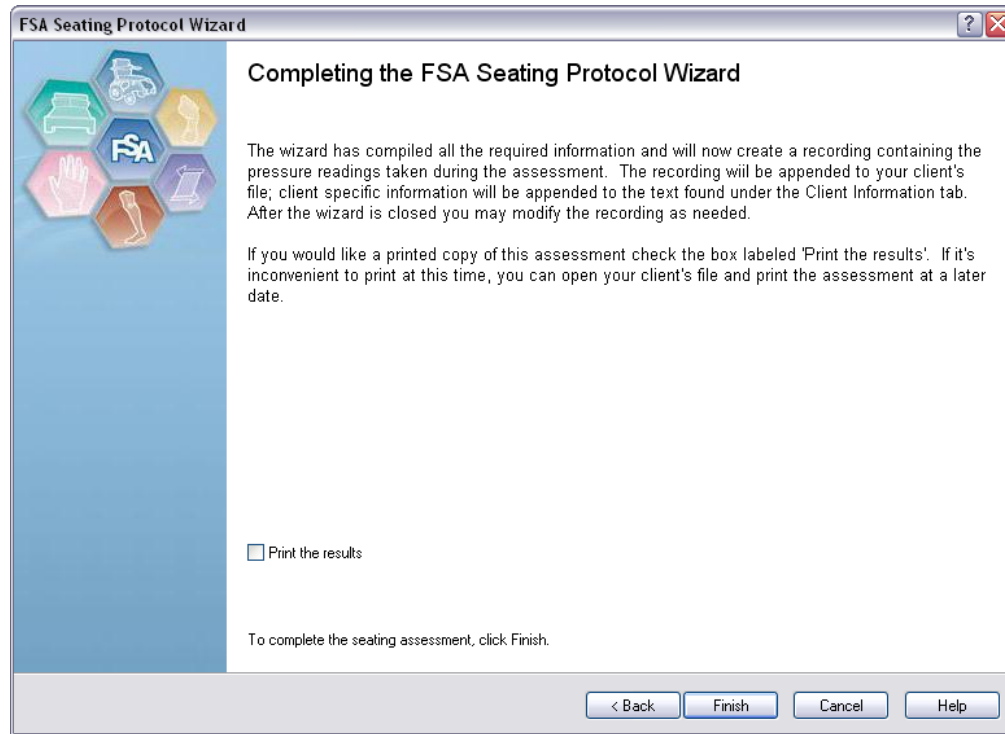 FSA Seating Protocol Wizard
FSA
Completing the FSA Seating Protocol Wizard
The wizard has compiled all the required information and will now create a recording containing the
pressure readings taken during the assessment. The recording wiil be appended to your client's
file; client specific information will be appended to the text found under the Client Information tab.
After the wizard is closed you may modify the recording as needed.
If you would like a printed copy of this assessment check the box labeled 'Print the results'. If it's
inconvenient to print at this time, you can open your client's file and print the assessment at a later
date.
Print the results
To complete the seating assessment, click Finish.
< Back Finish Cancel Help